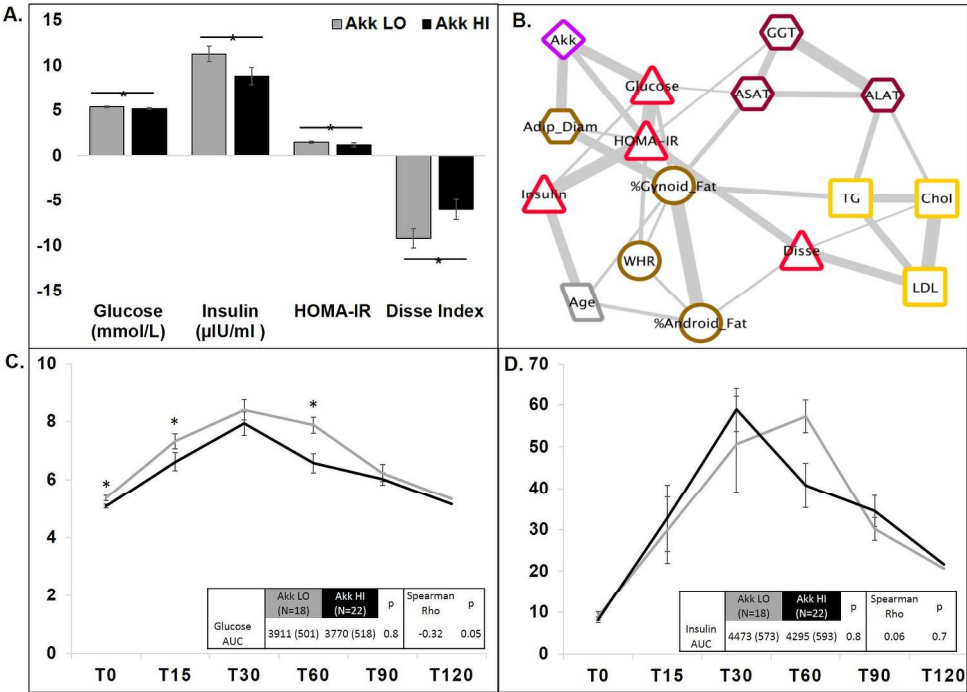 A.
Akk LO Akk HI
15
10
5
0
-5
-10
-15
*
*
*
*
Glucose
(mmol/L)
Insulin
(µIU/ml )
HOMA-IR
Disse Index
B.
Akk
GGT
Glucose
ASAT
ALAT
Adip_Diam
HOMA-IR
%Gynoid_Fat
Insulin
TG
Chol
Disse
WHR
LDL
Age
%Android_Fat
C.
10
8
6
4
2
0
*
*
*
Akk LO
(N=18)
Akk HI
(N=22)
p
Spearman
Rho
p
Glucose
AUC
3911 (501)
3770 (518)
0.8
-0.32
0.05
T0 T15 T30 T60 T90 T120
D.
70
60
50
40
30
20
10
0
Akk LO
(N=18)
Akk HI
(N=22)
p
Spearman
Rho
p
Insulin
AUC
4473 (573)
4295 (593)
0.8
0.06
0.7
T0 T15 T30 T60 T90 T120